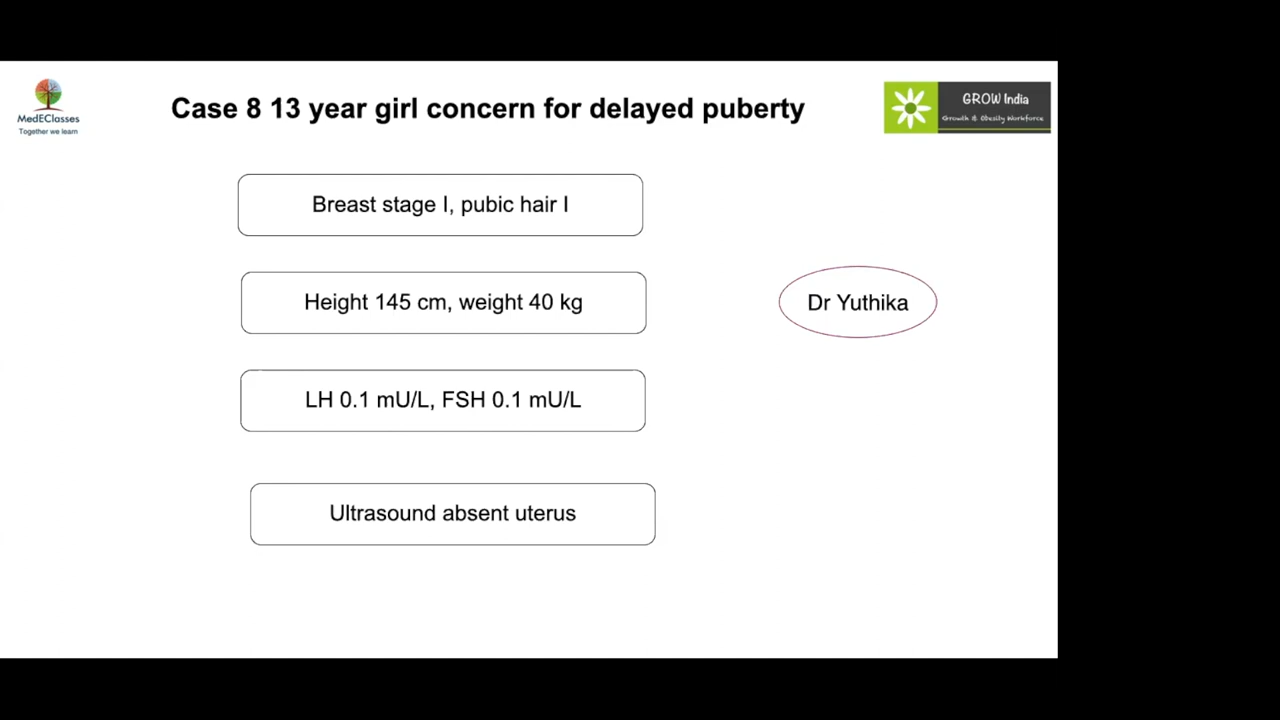 MedEClasses
Together we learn
Case 8 13 year girl concern for delayed puberty
GROW India
Growth & Obesity Workforce
Breast stage I, pubic hair I
Height 145 cm, weight 40 kg
Dr Yuthika
LH 0.1 mU/L, FSH 0.1 mU/L
Ultrasound absent uterus